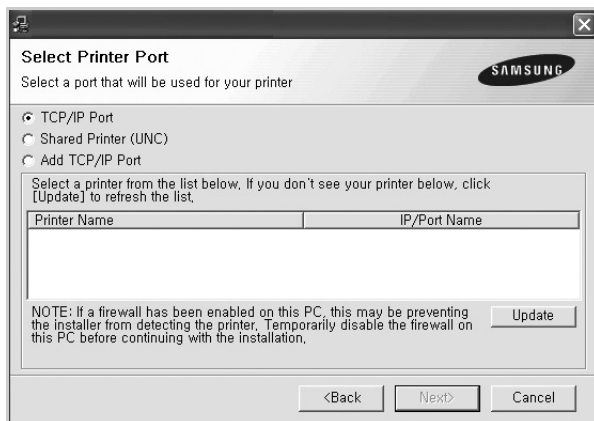 Select Printer Port
Select a port that will be used for your printer
SAMSUNG
TCP/IP Port
Shared Printer (UNC)
Add TCP/IP Port
Select a printer from the list below, If you don't see your printer below, click
[Update] to refresh the list,
Printer Name IP/Port Name
NOTE: If a firewall has been enabled on this PC, this may be preventing
the installer from detecting the printer, Temporarily disable the firewall on
this PC before continuing with the installation,
Update
<Back Next> Cancel